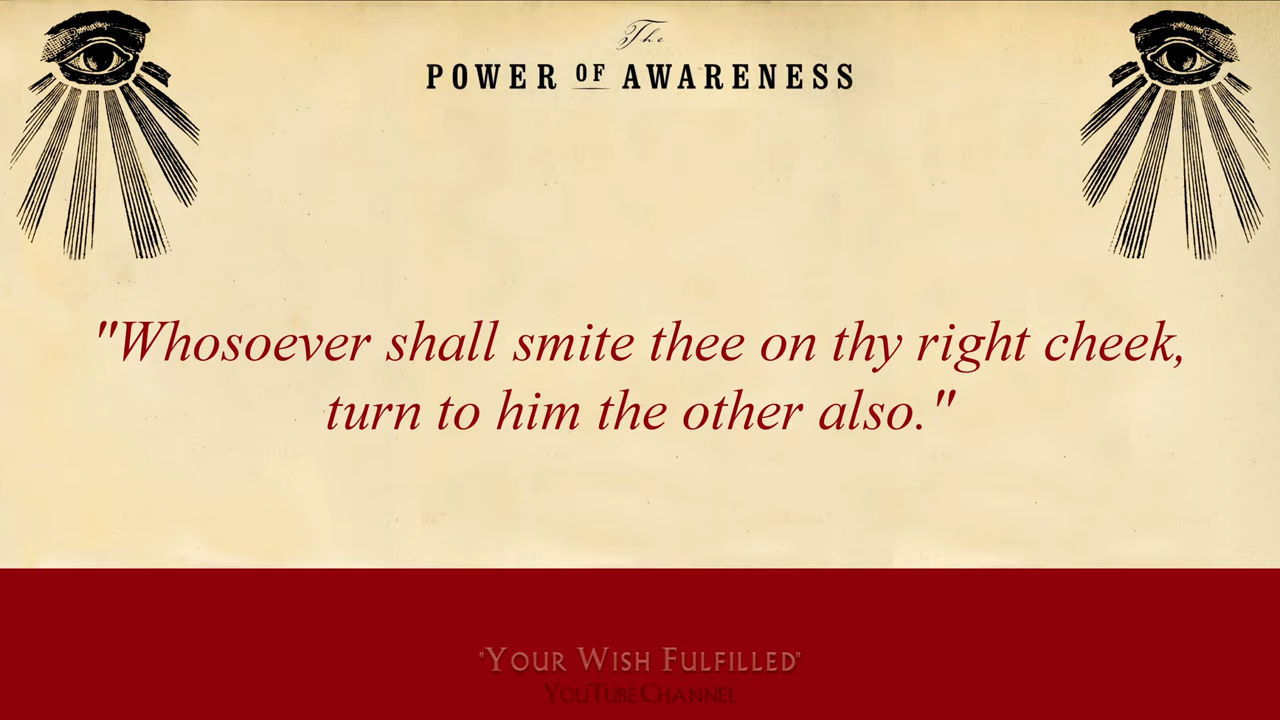 The
POWER OF AWARENESS
"Whosoever shall smite thee on thy right cheek,
turn to him the other also."
"YOUR WISH FULFILLED"
YOUTUBE CHANNEL